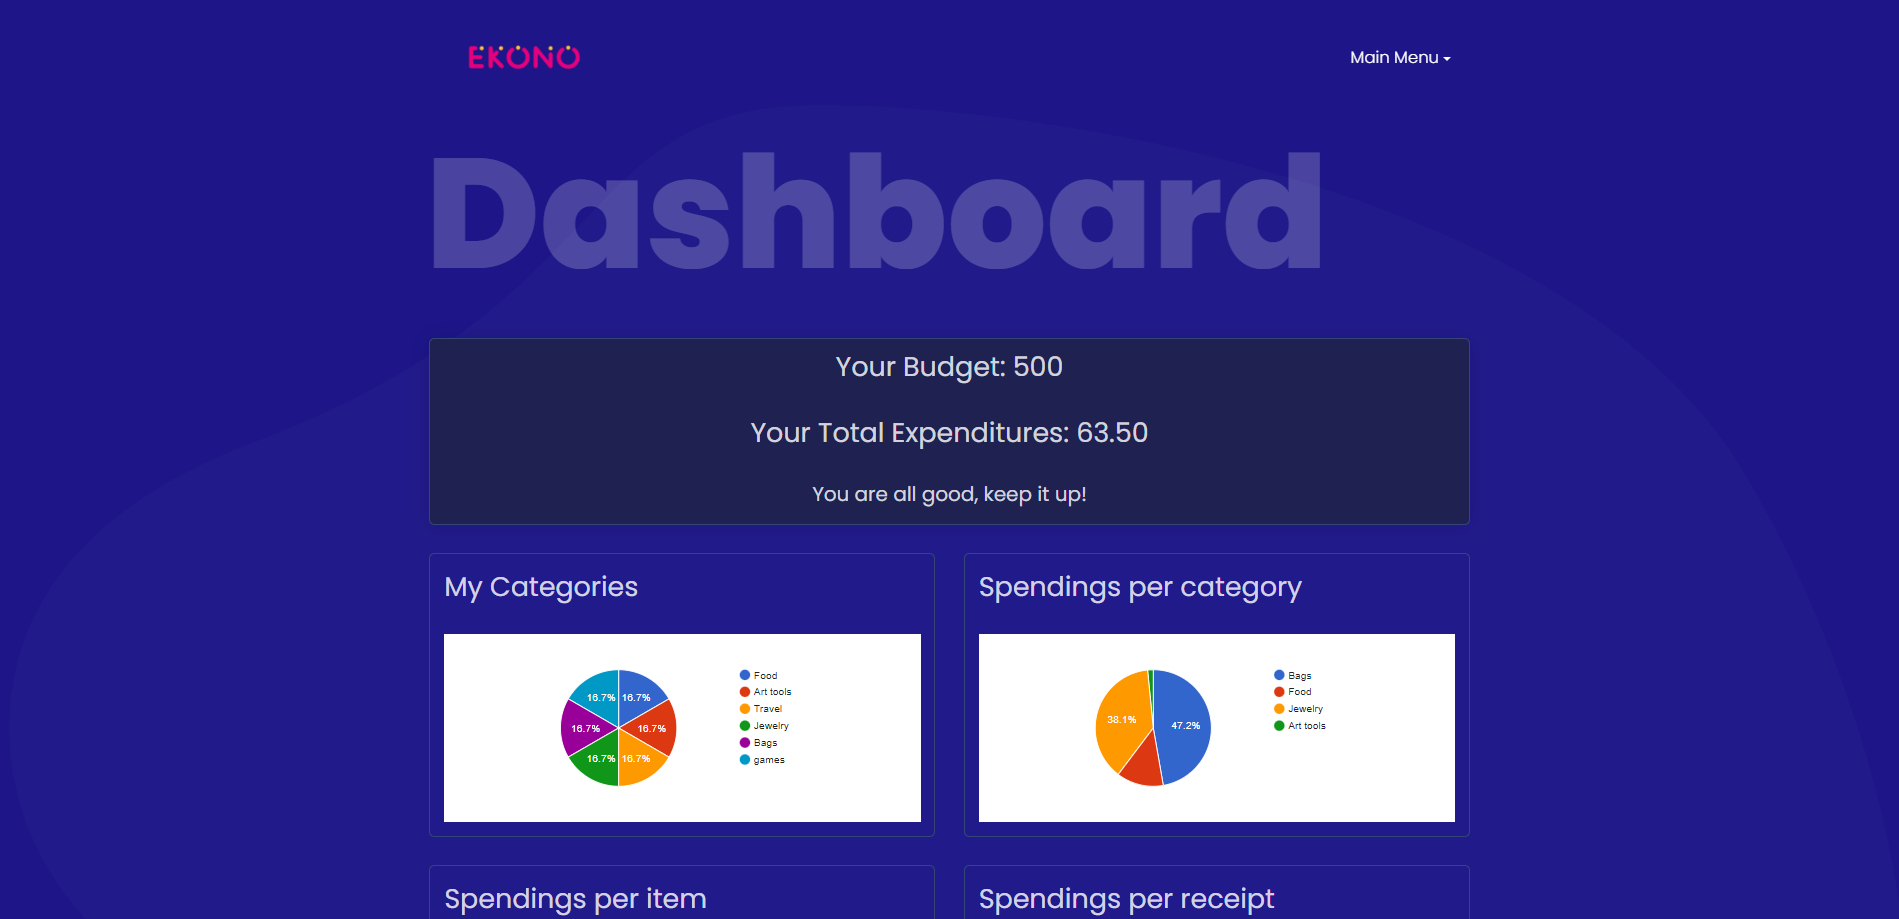 EKONO
Main Menu
Dashboard
Your Budget: 500
Your Total Expenditures: 63.50
You are all good, keep it up!
My Categories
16.7%
16.7%
16.7%
16.7%
16.7%
16.7%
Food
Art tools
Travel
Jewelry
Bags
games
Spendings per category
38.1%
47.2%
Bags
Food
Jewelry
Art tools
Spendings per item
Spendings per receipt